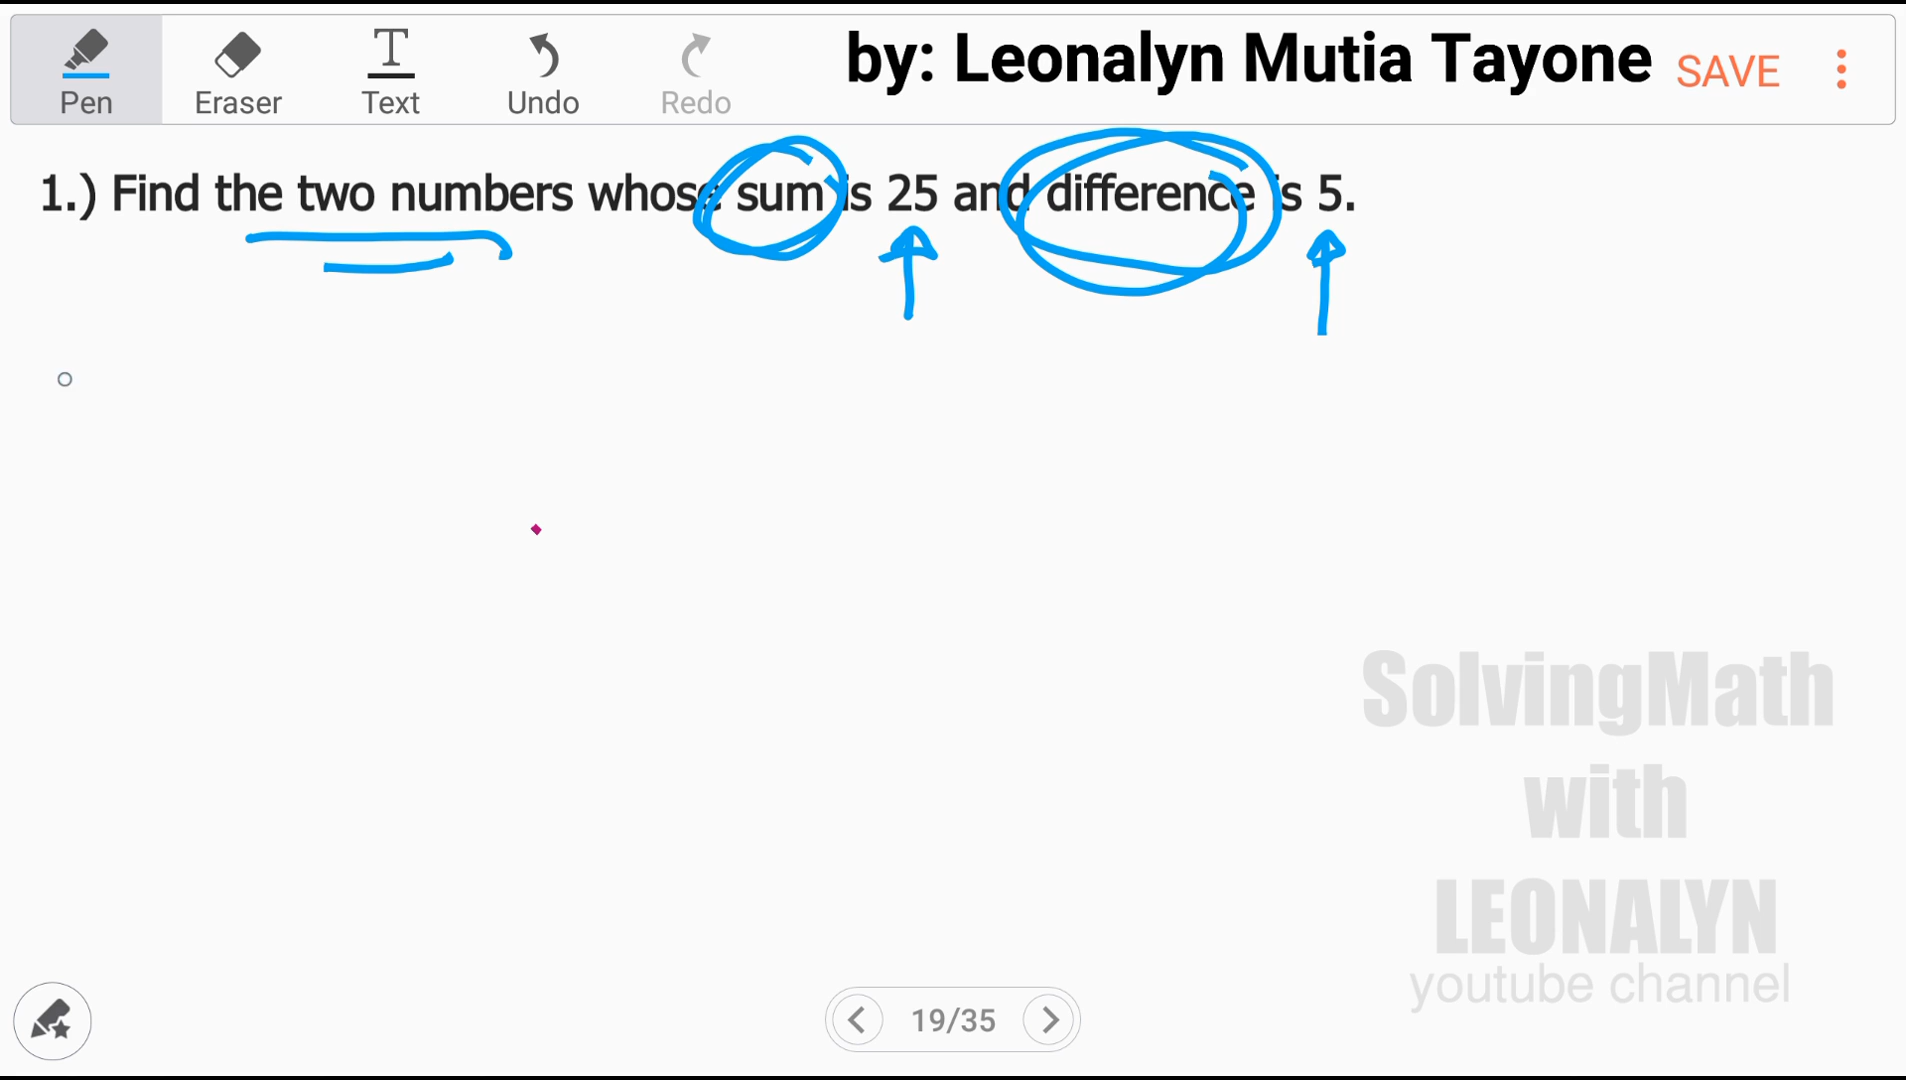 by: Leonalyn Mutia Tayone
SAVE
Pen
Eraser
Text
Undo
Redo
1.) Find the two numbers whose sum is 25 and difference is 5.
SolvingMath
with
LEONALYN
youtube channel
19/35